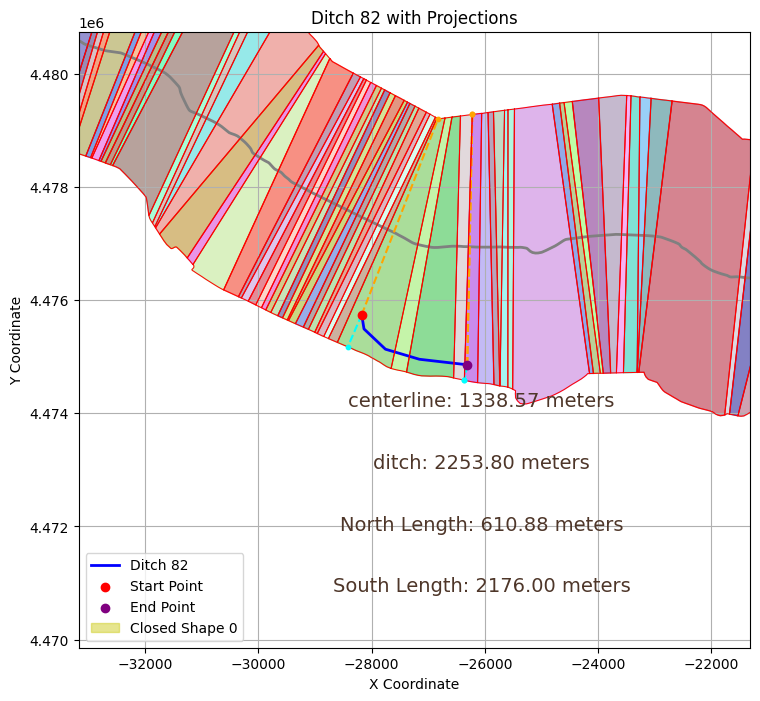 Ditch 82 with Projections
1e6
4.480
4.478
4.476
4.474
4.472
4.470
Y Coordinate
centerline: 1338.57 meters
ditch: 2253.80 meters
North Length: 610.88 meters
South Length: 2176.00 meters
Ditch 82
Start Point
End Point
Closed Shape 0
−32000 −30000 −28000 −26000 −24000 −22000
X Coordinate